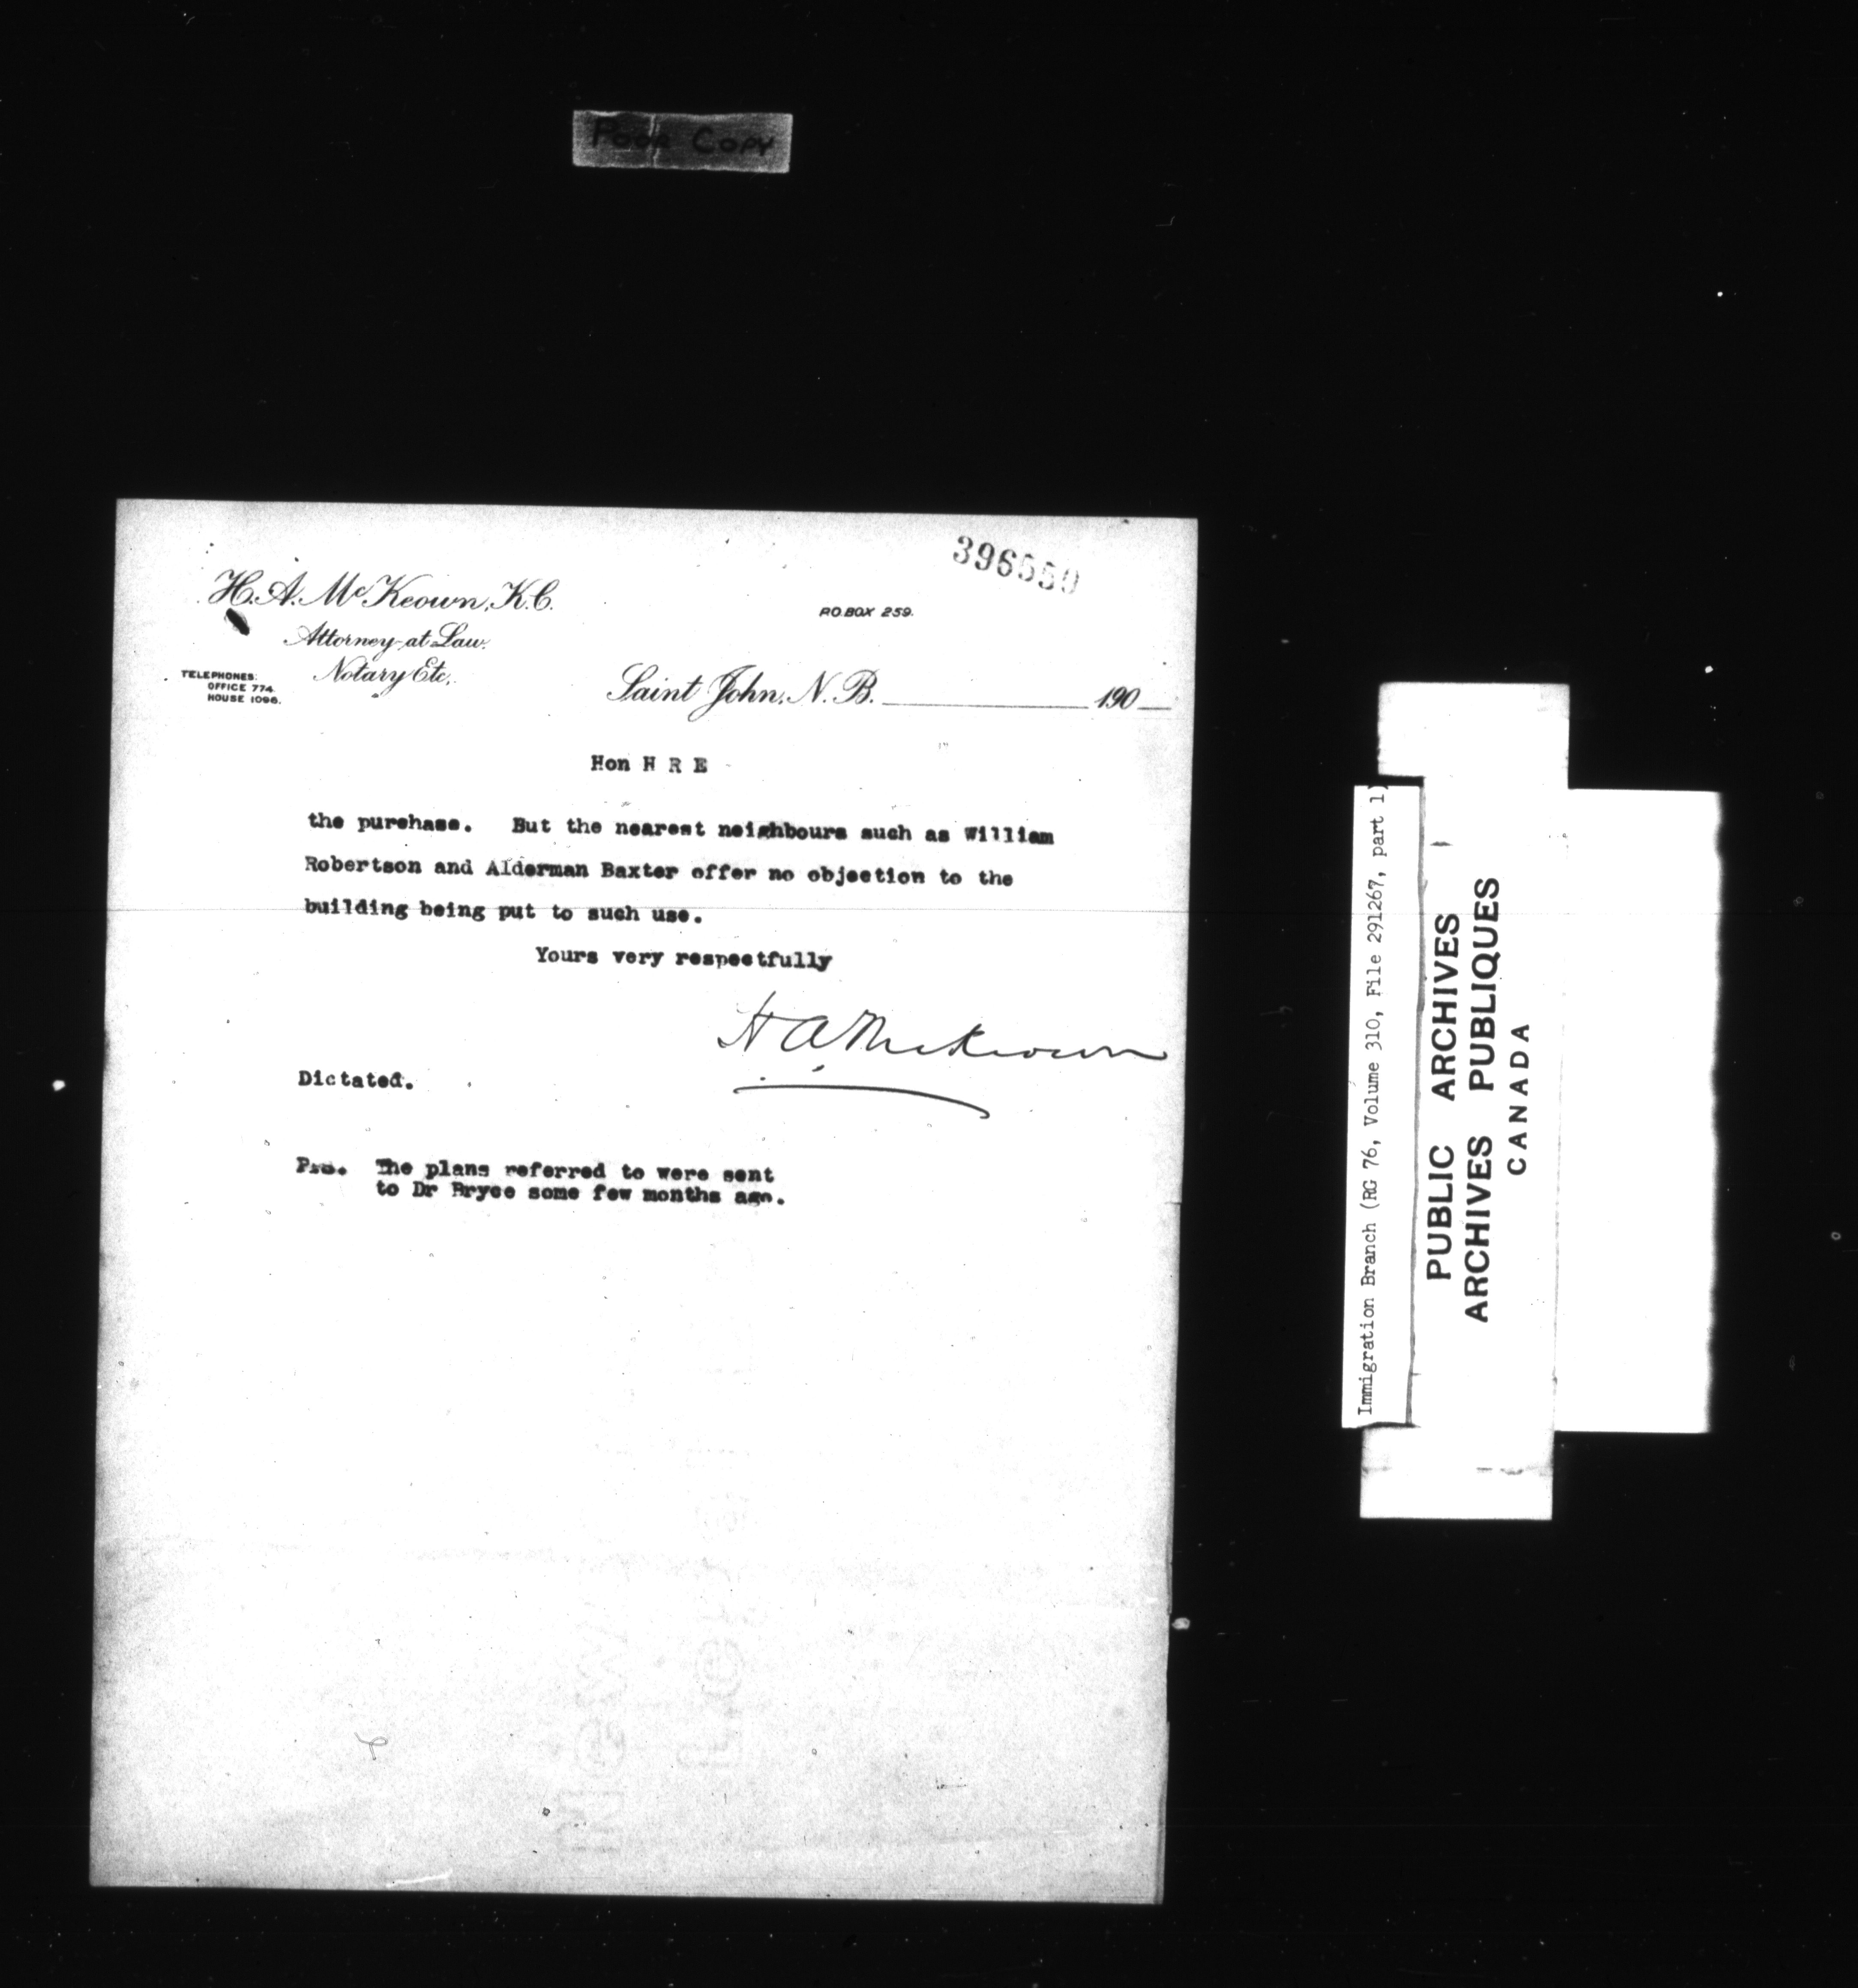 Poor Copy
396550
H. A. McKeown, K.C.
P.O. BOX 259.
Attorney-at-Law.
Notary Etc.
TELEPHONES:
OFFICE 774.
HOUSE 1096.
Saint John, N. B. 190
Hon H R E
the purchase. But the nearest neighbours such as William
Robertson and Alderman Baxter offer no objection to the
building being put to such use.
Yours very respectfully
H A McKeown
Dictated.
P.S. The plans referred to were sent
to Dr Bryce some few months ago.
Immigration Branch (RG 76, Volume 310, File 291267, part 1)
PUBLIC ARCHIVES
ARCHIVES PUBLIQUES
CANADA